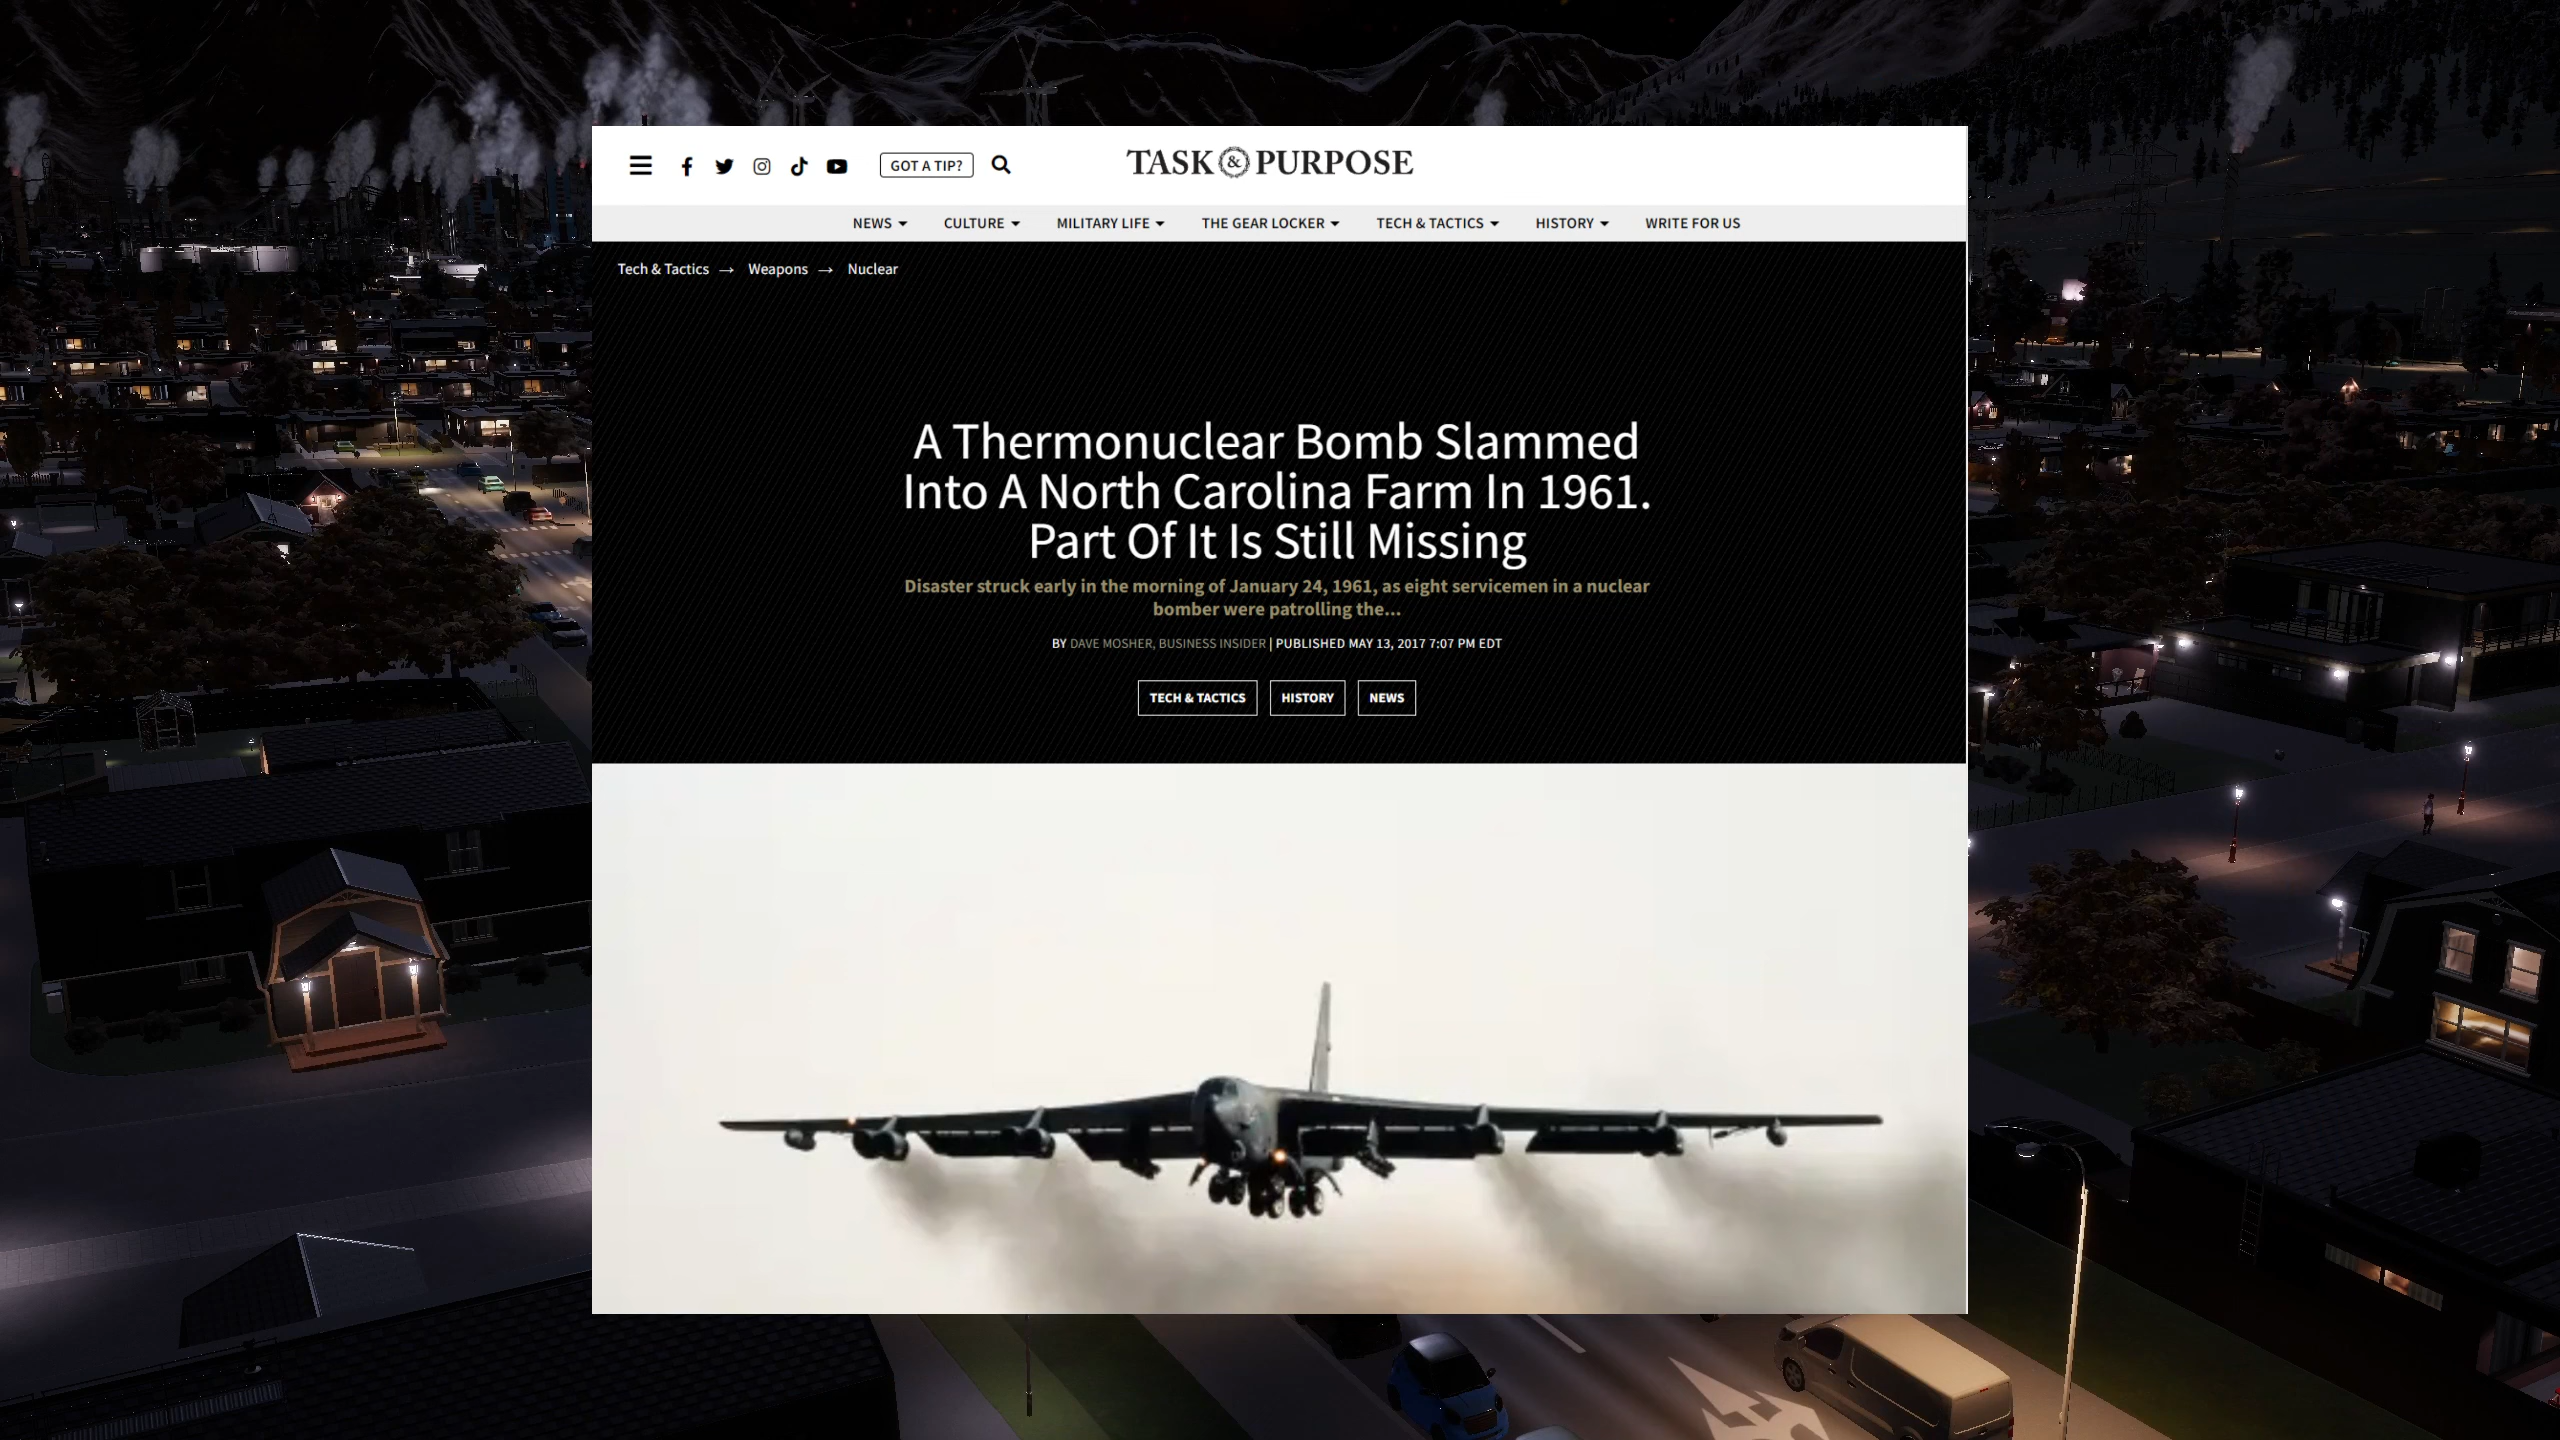 GOT A TIP?
TASK & PURPOSE
NEWS CULTURE MILITARY LIFE THE GEAR LOCKER TECH & TACTICS HISTORY WRITE FOR US
Tech & Tactics → Weapons → Nuclear
A Thermonuclear Bomb Slammed
Into A North Carolina Farm In 1961.
Part Of It Is Still Missing
Disaster struck early in the morning of January 24, 1961, as eight servicemen in a nuclear
bomber were patrolling the...
BY DAVE MOSHER, BUSINESS INSIDER | PUBLISHED MAY 13, 2017 7:07 PM EDT
TECH & TACTICS HISTORY NEWS